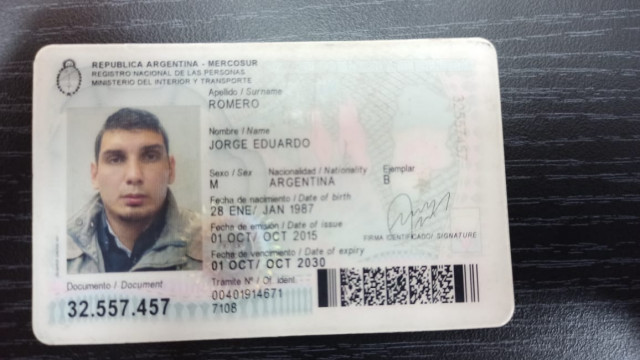 REPUBLICA ARGENTINA - MERCOSUR
REGISTRO NACIONAL DE LAS PERSONAS
MINISTERIO DEL INTERIOR Y TRANSPORTE
Apellido / Surname
ROMERO
Nombre / Name
JORGE EDUARDO
Sexo / Sex
Nacionalidad / Nationality
Ejemplar
M
ARGENTINA
B
Fecha de nacimiento / Date of birth
28 ENE/ JAN 1987
Fecha de emisión / Date of issue
01 OCT/ OCT 2015
FIRMA IDENTIFICADO/ SIGNATURE
Fecha de vencimiento / Date of expiry
01 OCT/ OCT 2030
Documento / Document
32.557.457
Trámite Nº / Of. ident.
00401914671
7108